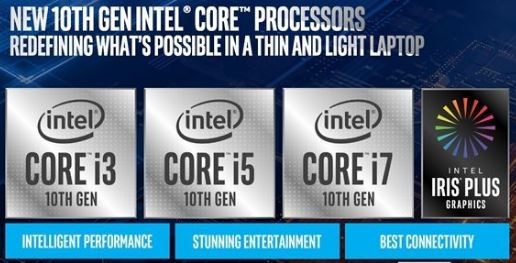 NEW 10TH GEN INTEL® CORE™ PROCESSORS
REDEFINING WHAT'S POSSIBLE IN A THIN AND LIGHT LAPTOP
intel
CORE i3
10TH GEN
intel
CORE i5
10TH GEN
intel
CORE i7
10TH GEN
INTEL
IRIS PLUS
GRAPHICS
INTELLIGENT PERFORMANCE
STUNNING ENTERTAINMENT
BEST CONNECTIVITY